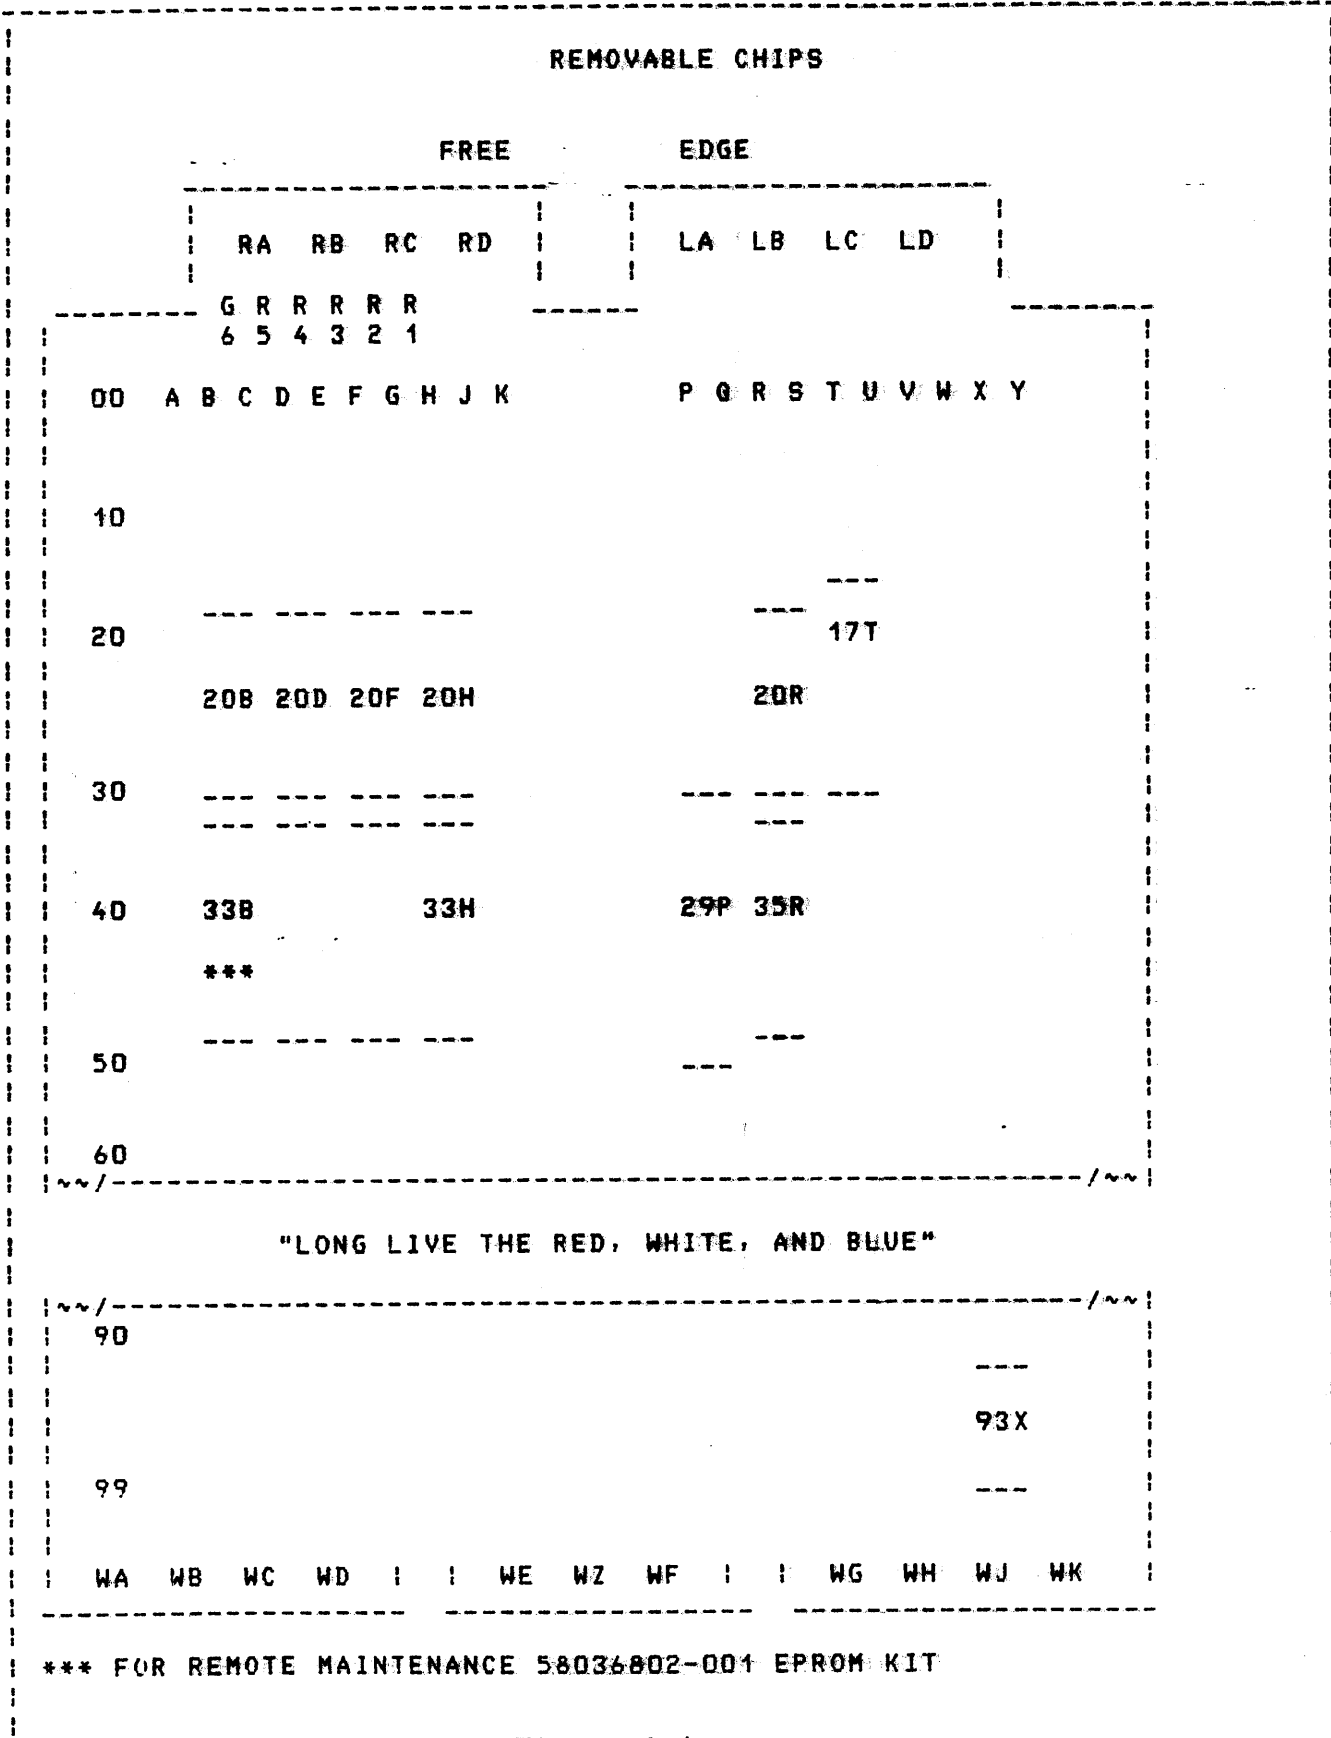 REMOVABLE CHIPS
FREE EDGE
RA RB RC RD LA LB LC LD
G R R R R R
6 5 4 3 2 1
00 A B C D E F G H J K P Q R S T U V W X Y
10
20 17T
20B 20D 20F 20H 20R
30
40 33B 33H 29P 35R
***
50
60
"LONG LIVE THE RED, WHITE, AND BLUE"
90
93X
99
WA WB WC WD WE WZ WF WG WH WJ WK
*** FOR REMOTE MAINTENANCE 58036802-001 EPROM KIT